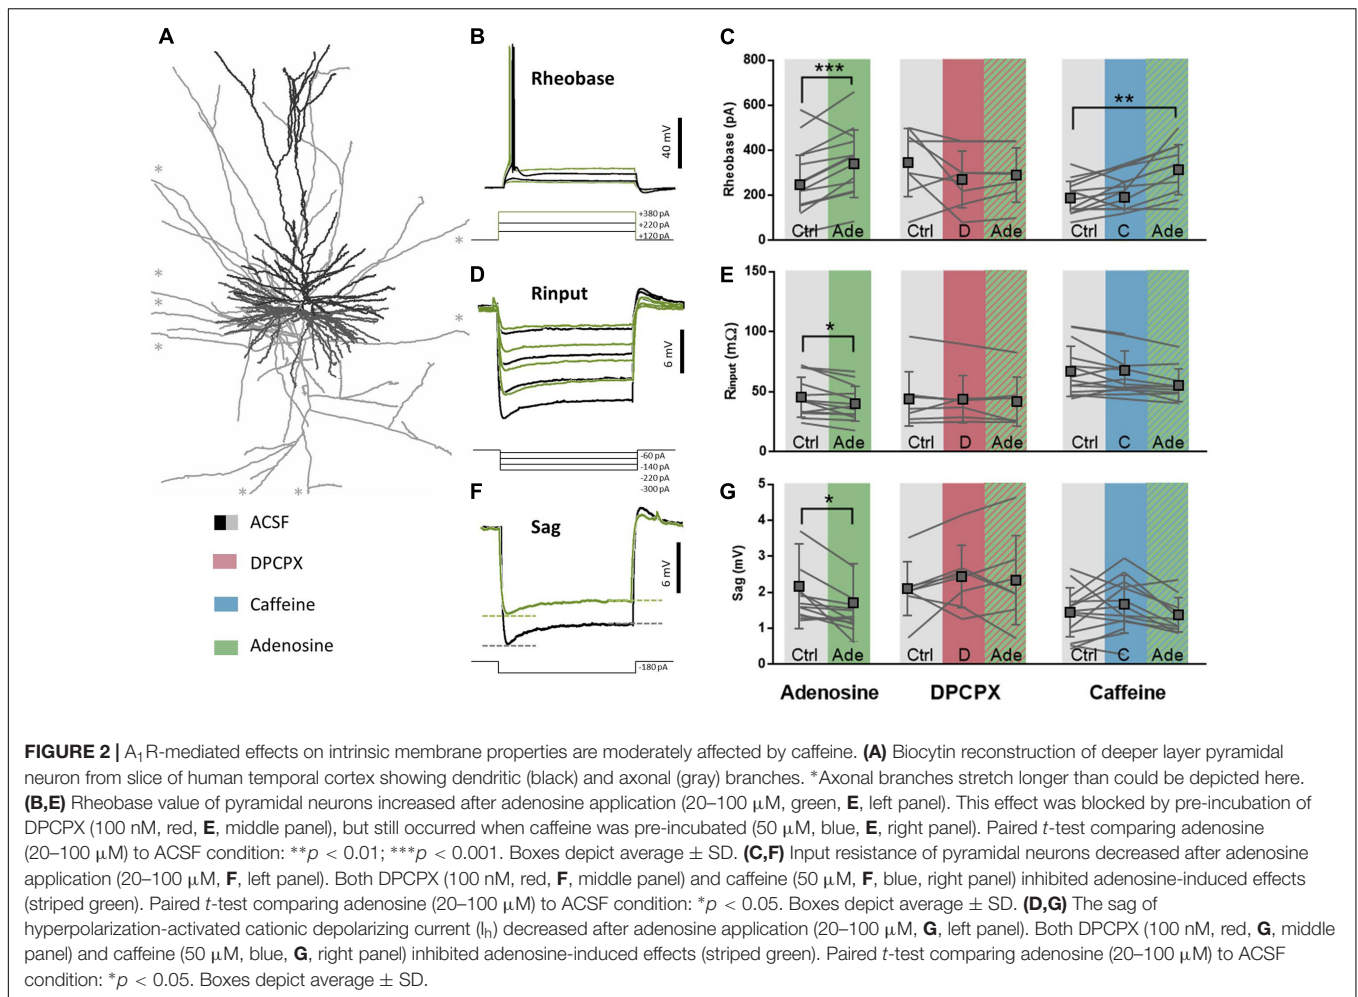 A
B
Rheobase
40 mV
+380 pA
+220 pA
+120 pA
C
Rheobase (pA)
800
600
400
200
0
***
**
Ctrl Ade
Ctrl D Ade
Ctrl C Ade
*
*
*
*
*
*
*
*
D
Rinput
6 mV
-60 pA
-140 pA
-220 pA
-300 pA
E
Rinput (mΩ)
150
100
50
0
*
Ctrl Ade
Ctrl D Ade
Ctrl C Ade
ACSF
DPCPX
Caffeine
Adenosine
F
Sag
6 mV
-180 pA
G
Sag (mV)
5
4
3
2
1
0
*
Ctrl Ade
Ctrl D Ade
Ctrl C Ade
Adenosine
DPCPX
Caffeine
FIGURE 2 | A₁R-mediated effects on intrinsic membrane properties are moderately affected by caffeine. (A) Biocytin reconstruction of deeper layer pyramidal
neuron from slice of human temporal cortex showing dendritic (black) and axonal (gray) branches. *Axonal branches stretch longer than could be depicted here.
(B,E) Rheobase value of pyramidal neurons increased after adenosine application (20–100 μM, green, E, left panel). This effect was blocked by pre-incubation of
DPCPX (100 nM, red, E, middle panel), but still occurred when caffeine was pre-incubated (50 μM, blue, E, right panel). Paired t-test comparing adenosine
(20–100 μM) to ACSF condition: **p < 0.01; ***p < 0.001. Boxes depict average ± SD. (C,F) Input resistance of pyramidal neurons decreased after adenosine
application (20–100 μM, F, left panel). Both DPCPX (100 nM, red, F, middle panel) and caffeine (50 μM, F, blue, right panel) inhibited adenosine-induced effects
(striped green). Paired t-test comparing adenosine (20–100 μM) to ACSF condition: *p < 0.05. Boxes depict average ± SD. (D,G) The sag of
hyperpolarization-activated cationic depolarizing current (Iₕ) decreased after adenosine application (20–100 μM, G, left panel). Both DPCPX (100 nM, red, G, middle
panel) and caffeine (50 μM, blue, G, right panel) inhibited adenosine-induced effects (striped green). Paired t-test comparing adenosine (20–100 μM) to ACSF
condition: *p < 0.05. Boxes depict average ± SD.